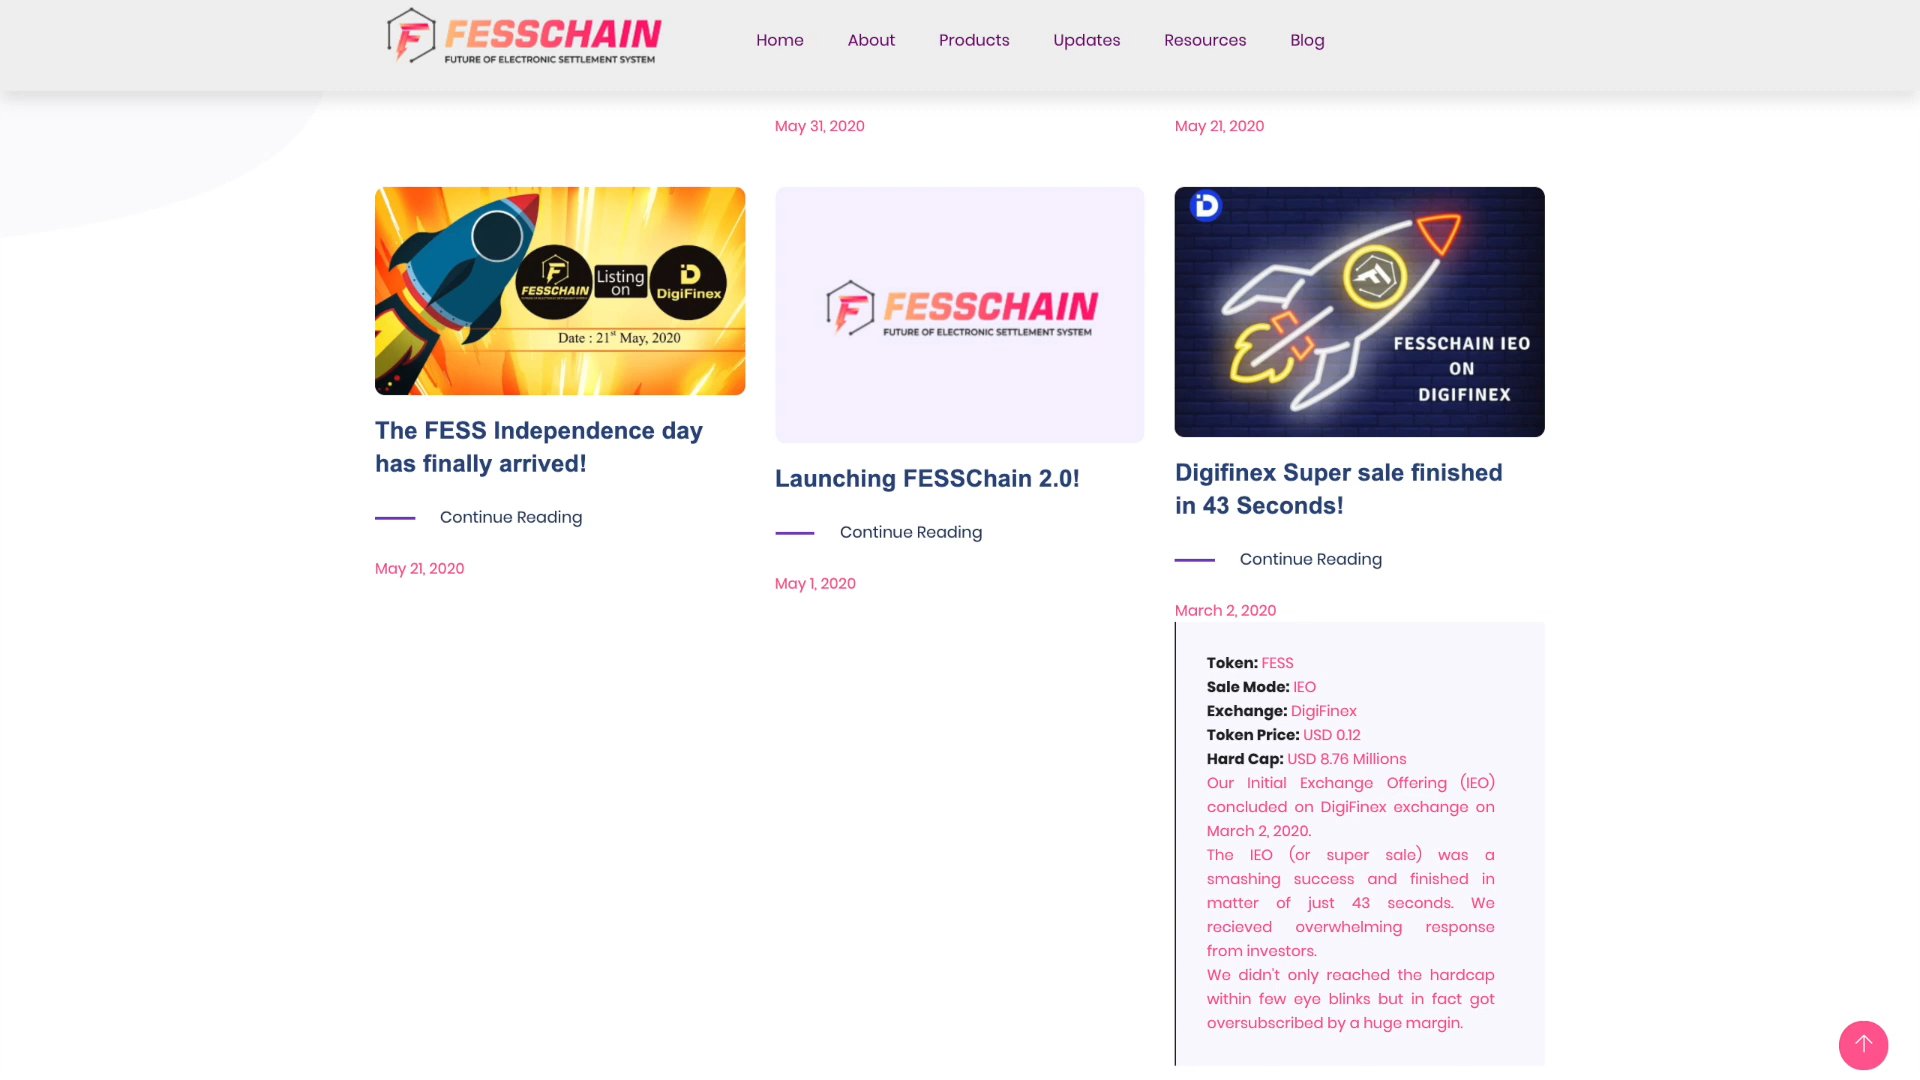 FESSCHAIN
FUTURE OF ELECTRONIC SETTLEMENT SYSTEM
Home
About
Products
Updates
Resources
Blog
May 31, 2020
May 21, 2020
FESSCHAIN
Listing
on
DigiFinex
Date : 21st May, 2020
The FESS Independence day
has finally arrived!
Continue Reading
May 21, 2020
FESSCHAIN
FUTURE OF ELECTRONIC SETTLEMENT SYSTEM
Launching FESSChain 2.0!
Continue Reading
May 1, 2020
FESSCHAIN IEO
ON
DIGIFINEX
Digifinex Super sale finished
in 43 Seconds!
Continue Reading
March 2, 2020
Token: FESS
Sale Mode: IEO
Exchange: DigiFinex
Token Price: USD 0.12
Hard Cap: USD 8.76 Millions
Our Initial Exchange Offering (IEO)
concluded on DigiFinex exchange on
March 2, 2020.
The IEO (or super sale) was a
smashing success and finished in
matter of just 43 seconds. We
recieved overwhelming response
from investors.
We didn't only reached the hardcap
within few eye blinks but in fact got
oversubscribed by a huge margin.